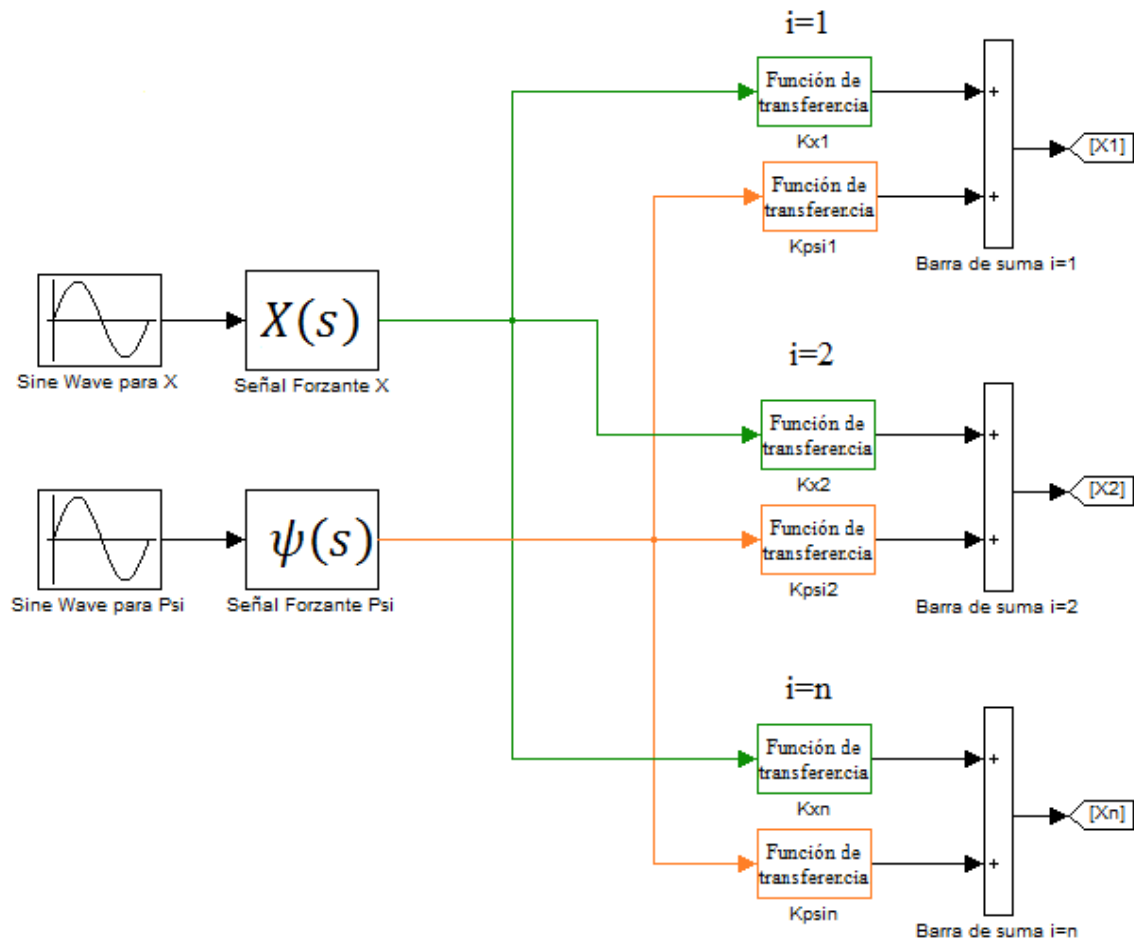 i=1
Función de
transferencia
Kx1
+
[X1]
Función de
transferencia
Kpsi1
+
Barra de suma i=1
X(s)
Sine Wave para X
Señal Forzante X
i=2
Función de
transferencia
Kx2
+
[X2]
Función de
transferencia
Kpsi2
+
Barra de suma i=2
ψ(s)
Sine Wave para Psi
Señal Forzante Psi
i=n
Función de
transferencia
Kxn
+
[Xn]
Función de
transferencia
Kpsin
+
Barra de suma i=n